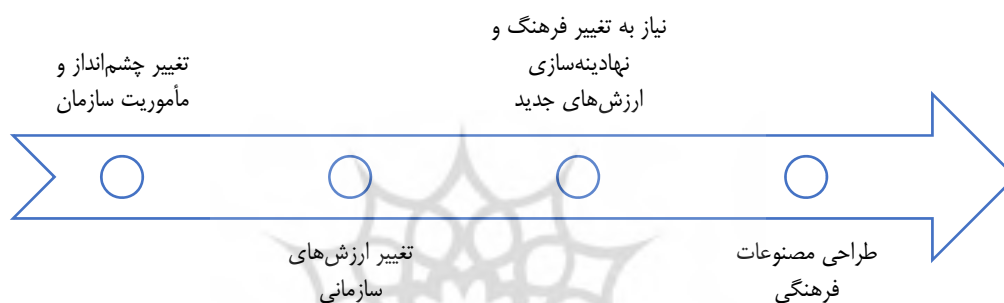 تغییر چشم‌انداز و
مأموریت سازمان
تغییر ارزش‌های
سازمانی
نیاز به تغییر فرهنگ و
نهادینه‌سازی
ارزش‌های جدید
طراحی مصنوعات
فرهنگی